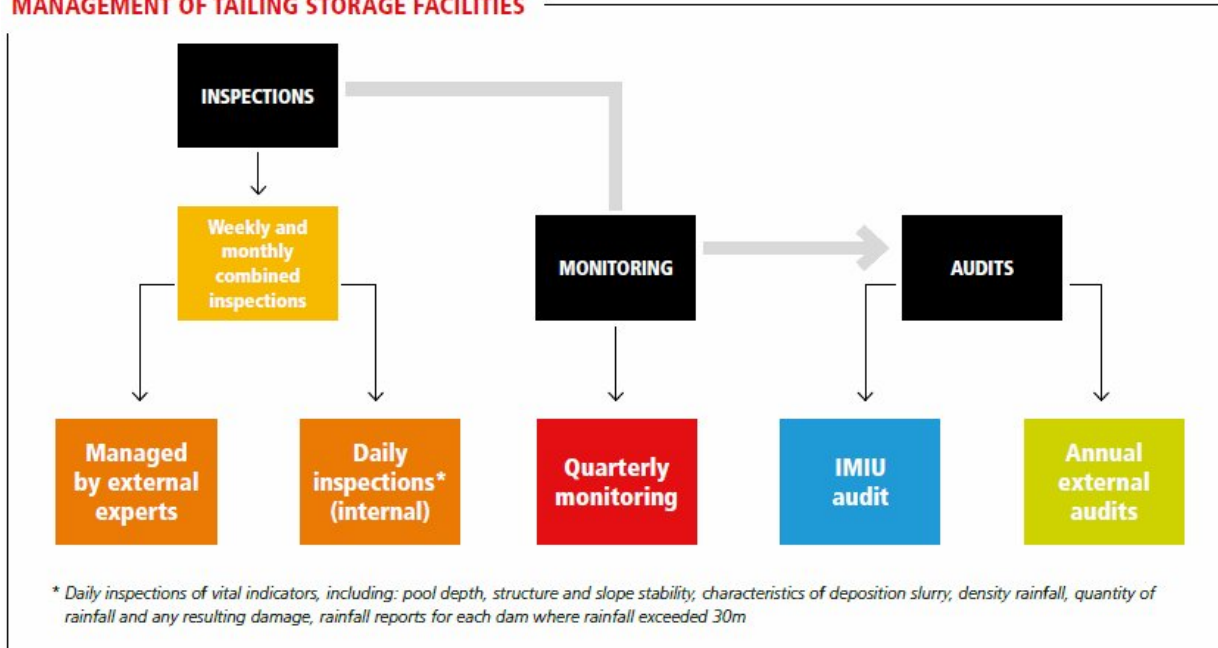 MANAGEMENT OF TAILING STORAGE FACILITIES
INSPECTIONS
Weekly and
monthly
combined
inspections
MONITORING
AUDITS
Managed
by external
experts
Daily
inspections*
(internal)
Quarterly
monitoring
IMIU
audit
Annual
external
audits
* Daily inspections of vital indicators, including: pool depth, structure and slope stability, characteristics of deposition slurry, density rainfall, quantity of
rainfall and any resulting damage, rainfall reports for each dam where rainfall exceeded 30m